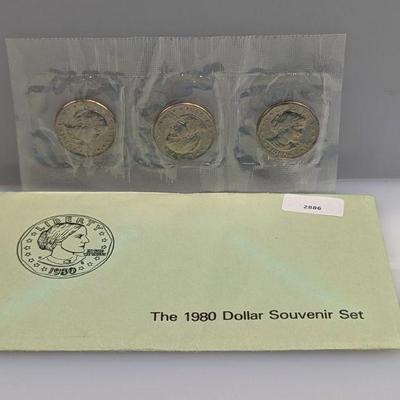 2886
LIBERTY
1980
The 1980 Dollar Souvenir Set